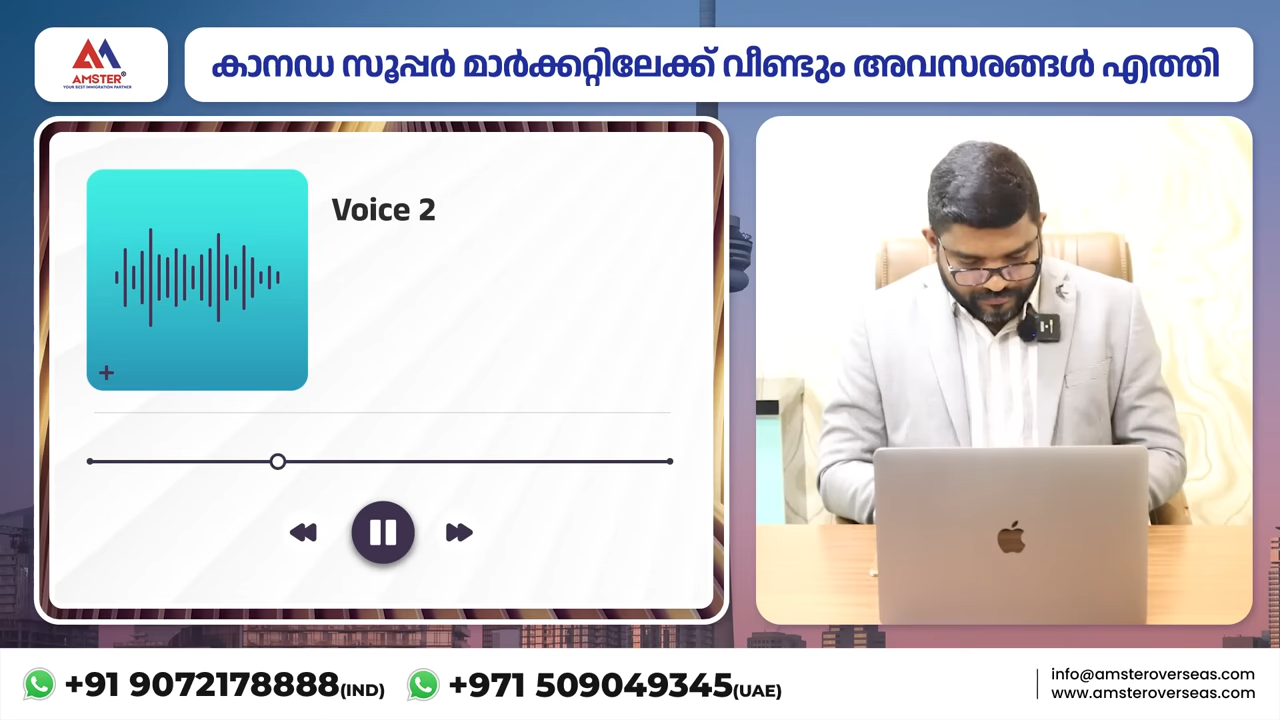 AMSTER®
YOUR BEST IMMIGRATION PARTNER
കാനഡ സൂപ്പർ മാർക്കറ്റിലേക്ക് വീണ്ടും അവസരങ്ങൾ എത്തി
Voice 2
+91 9072178888(IND)
+971 509049345(UAE)
info@amsteroverseas.com
www.amsteroverseas.com